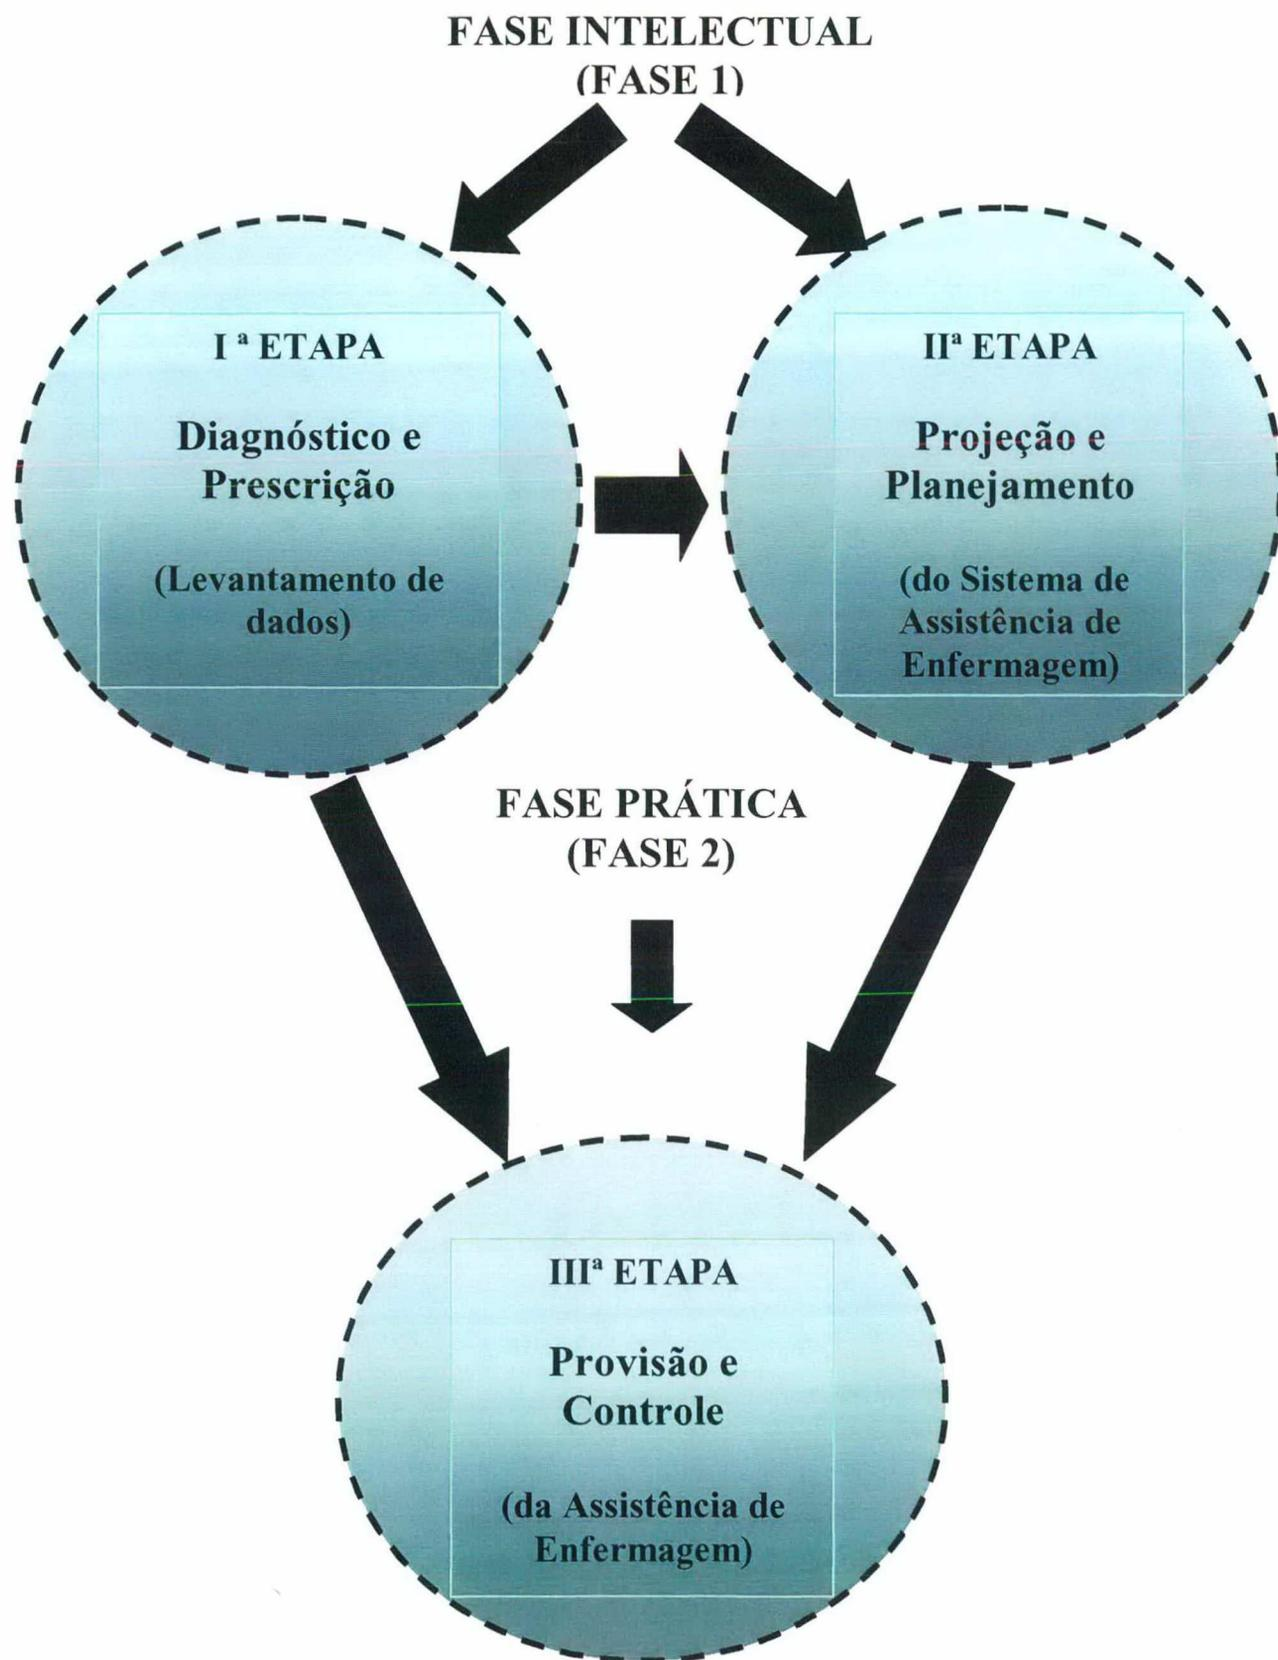 FASE INTELECTUAL
(FASE 1)
I ª ETAPA
Diagnóstico e
Prescrição
(Levantamento de
dados)
IIª ETAPA
Projeção e
Planejamento
(do Sistema de
Assistência de
Enfermagem)
FASE PRÁTICA
(FASE 2)
IIIª ETAPA
Provisão e
Controle
(da Assistência de
Enfermagem)